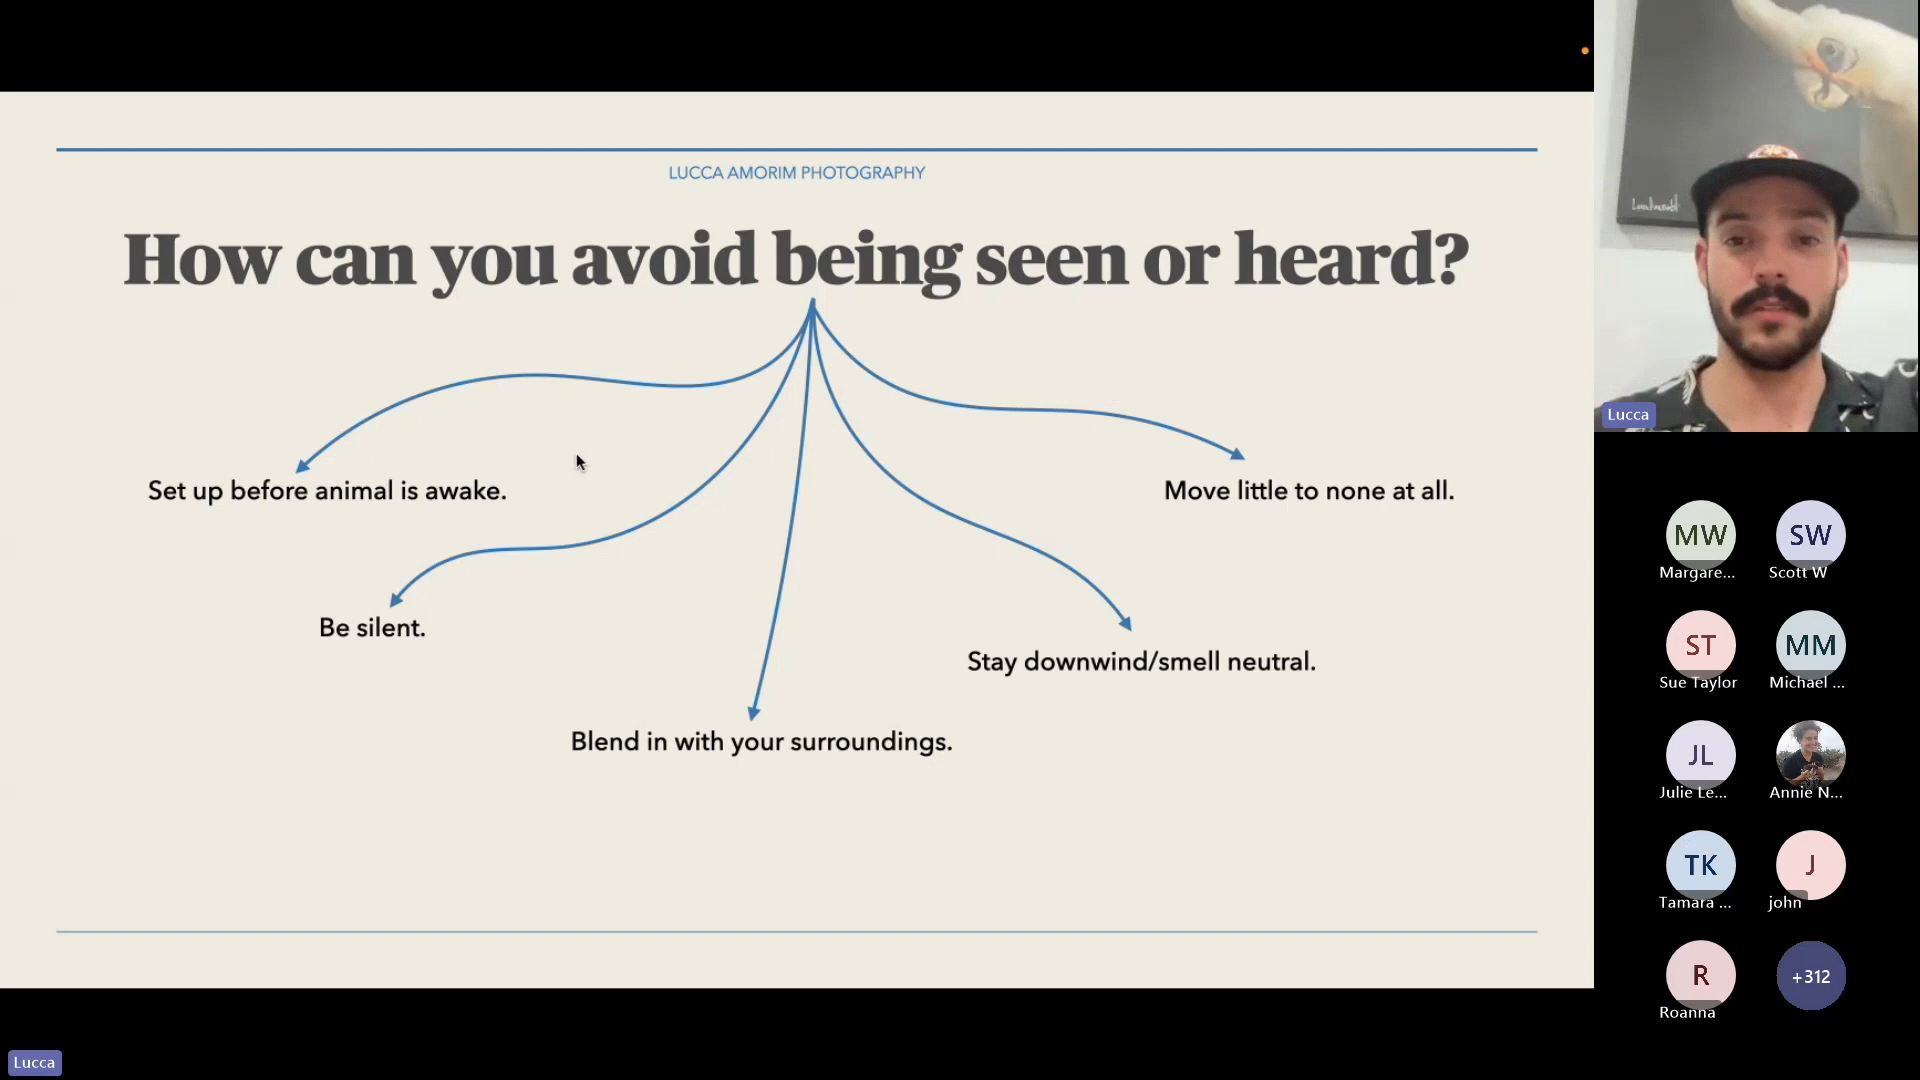 LUCCA AMORIM PHOTOGRAPHY
How can you avoid being seen or heard?
Set up before animal is awake.
Move little to none at all.
Be silent.
Stay downwind/smell neutral.
Blend in with your surroundings.
Lucca
MW
Margare...
SW
Scott W
ST
Sue Taylor
MM
Michael ...
JL
Julie Le...
Annie N...
TK
Tamara ...
J
john
R
Roanna
+312
Lucca